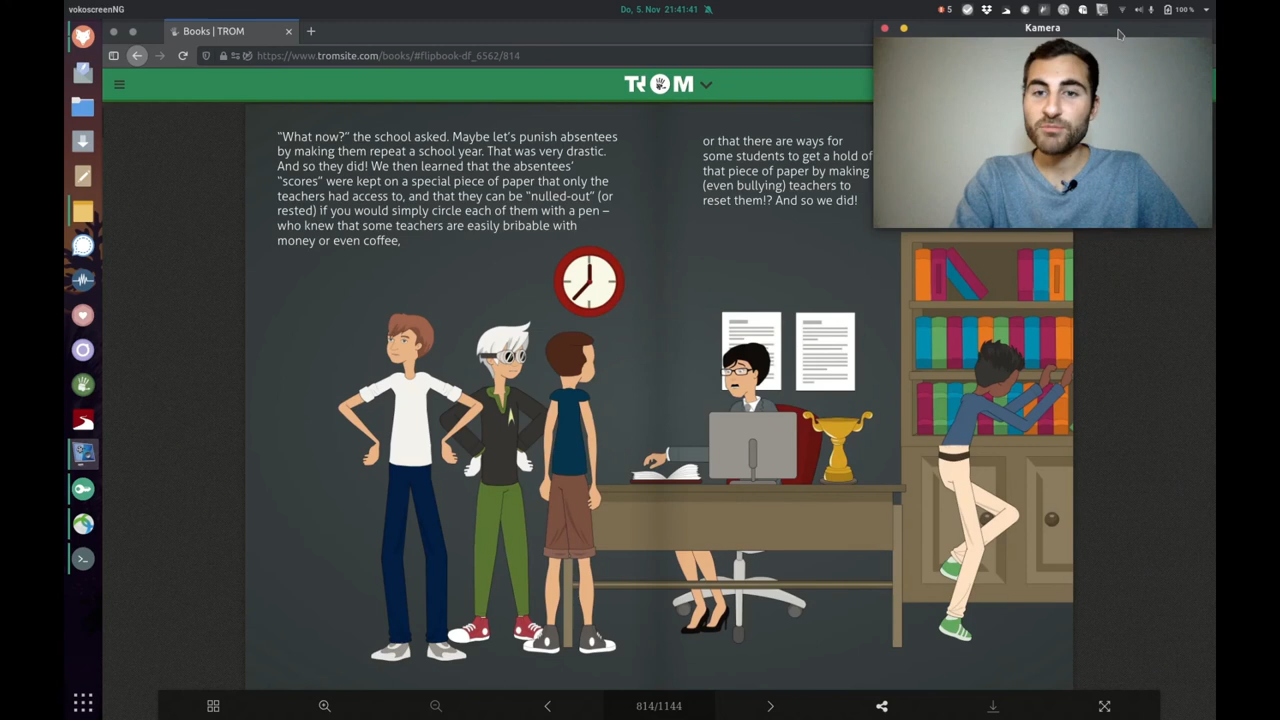 vokoscreenNG
Do, 5. Nov 21:41:41
5
100 %
Books | TROM
Kamera
https://www.tromsite.com/books/#flipbook-df_6562/814
TROM
"What now?" the school asked. Maybe let's punish absentees
by making them repeat a school year. That was very drastic.
And so they did! We then learned that the absentees'
"scores" were kept on a special piece of paper that only the
teachers had access to, and that they can be "nulled-out" (or
rested) if you would simply circle each of them with a pen –
who knew that some teachers are easily bribable with
money or even coffee,
or that there are ways for
some students to get a hold of
that piece of paper by making
(even bullying) teachers to
reset them!? And so we did!
814/1144